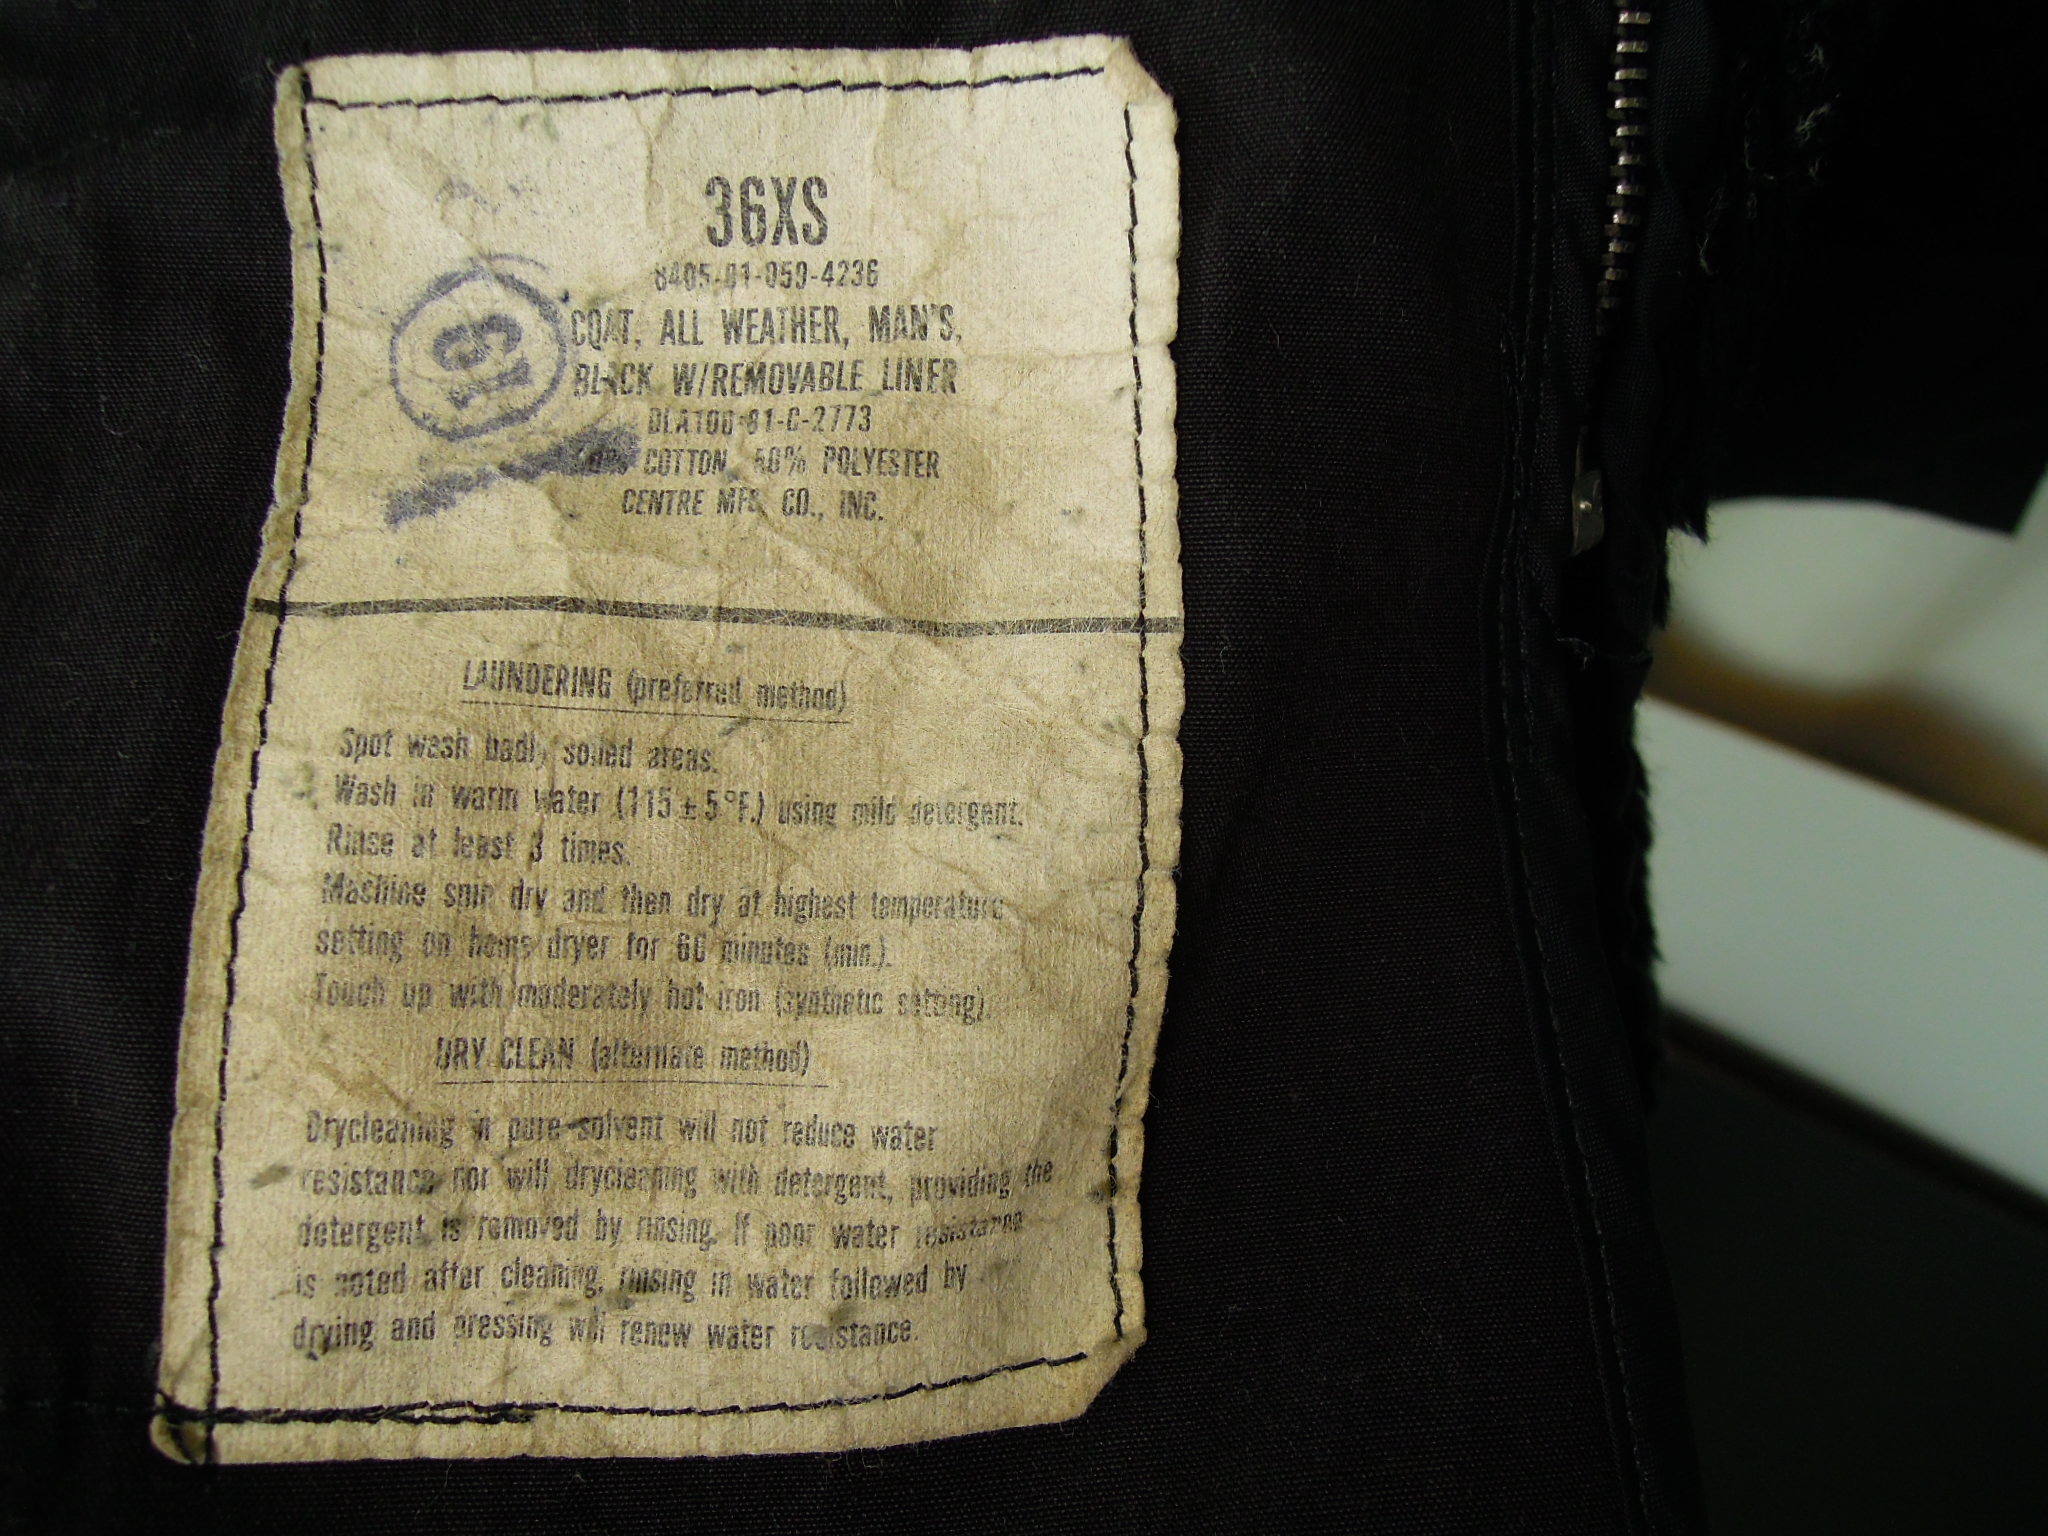 36XS
8405-01-059-4236
COAT, ALL WEATHER, MAN'S,
BLACK W/REMOVABLE LINER
DLA100-81-C-2773
50% COTTON, 50% POLYESTER
CENTRE MFG. CO., INC.
LAUNDERING (preferred method)
Spot wash badly soiled areas.
Wash in warm water (115 ± 5°F.) using mild detergent.
Rinse at least 3 times.
Machine spin dry and then dry at highest temperature
setting on home dryer for 60 minutes (min.).
Touch up with moderately hot iron (synthetic setting).
DRY CLEAN (alternate method)
Drycleaning in pure solvent will not reduce water
resistance nor will drycleaning with detergent, providing the
detergent is removed by rinsing. If poor water resistance
is noted after cleaning, rinsing in water followed by
drying and pressing will renew water resistance.